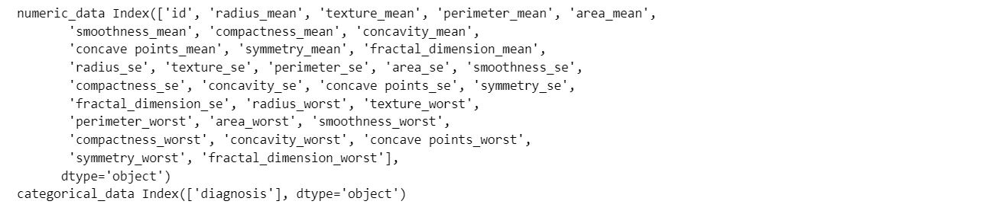 numeric_data Index(['id', 'radius_mean', 'texture_mean', 'perimeter_mean', 'area_mean',
'smoothness_mean', 'compactness_mean', 'concavity_mean',
'concave points_mean', 'symmetry_mean', 'fractal_dimension_mean',
'radius_se', 'texture_se', 'perimeter_se', 'area_se', 'smoothness_se',
'compactness_se', 'concavity_se', 'concave points_se', 'symmetry_se',
'fractal_dimension_se', 'radius_worst', 'texture_worst',
'perimeter_worst', 'area_worst', 'smoothness_worst',
'compactness_worst', 'concavity_worst', 'concave points_worst',
'symmetry_worst', 'fractal_dimension_worst'],
dtype='object')
categorical_data Index(['diagnosis'], dtype='object')